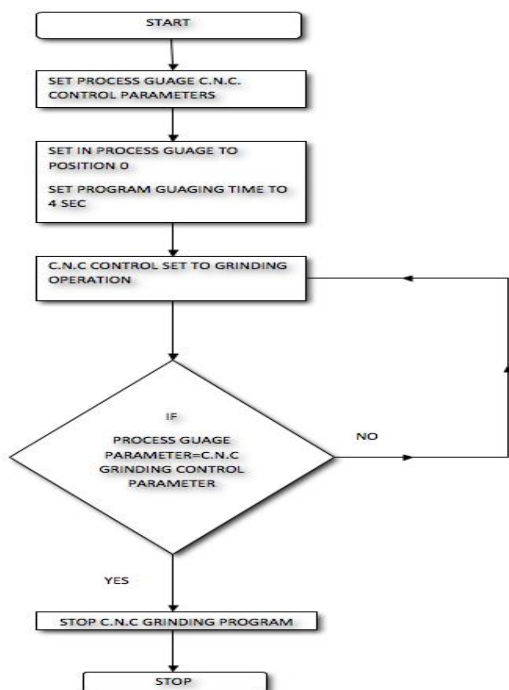 START
SET PROCESS GUAGE C.N.C.
CONTROL PARAMETERS
SET IN PROCESS GUAGE TO
POSITION 0
SET PROGRAM GUAGING TIME TO
4 SEC
C.N.C CONTROL SET TO GRINDING
OPERATION
IF
PROCESS GUAGE
PARAMETER=C.N.C
GRINDING CONTROL
PARAMETER
NO
YES
STOP C.N.C GRINDING PROGRAM
STOP